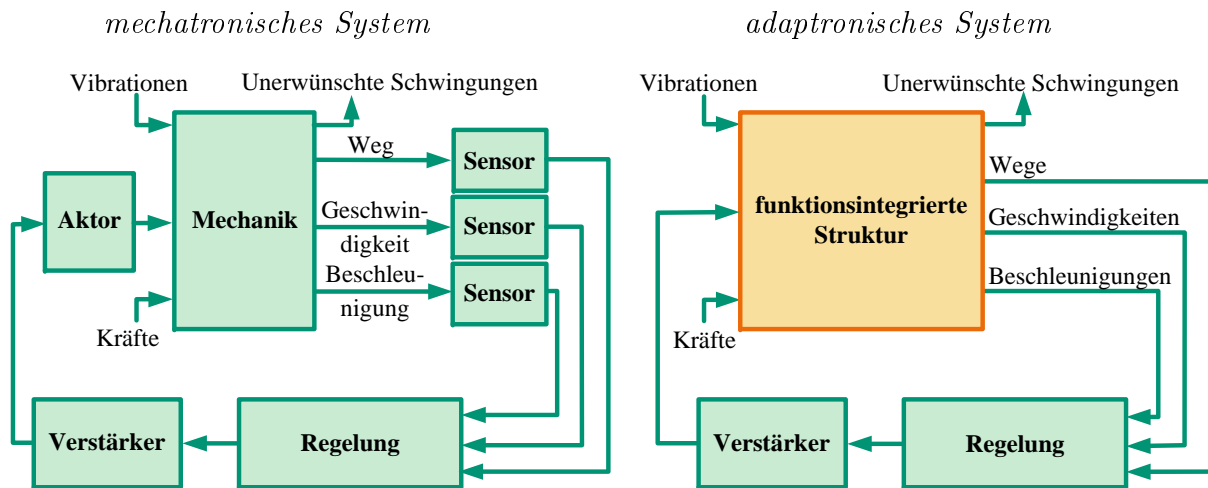 mechatronisches System
Vibrationen
Unerwünschte Schwingungen
Weg
Sensor
Aktor
Mechanik
Geschwin-
digkeit
Sensor
Beschleu-
nigung
Sensor
Kräfte
Verstärker
Regelung
adaptronisches System
Vibrationen
Unerwünschte Schwingungen
Wege
funktionsintegrierte
Struktur
Geschwindigkeiten
Beschleunigungen
Kräfte
Verstärker
Regelung